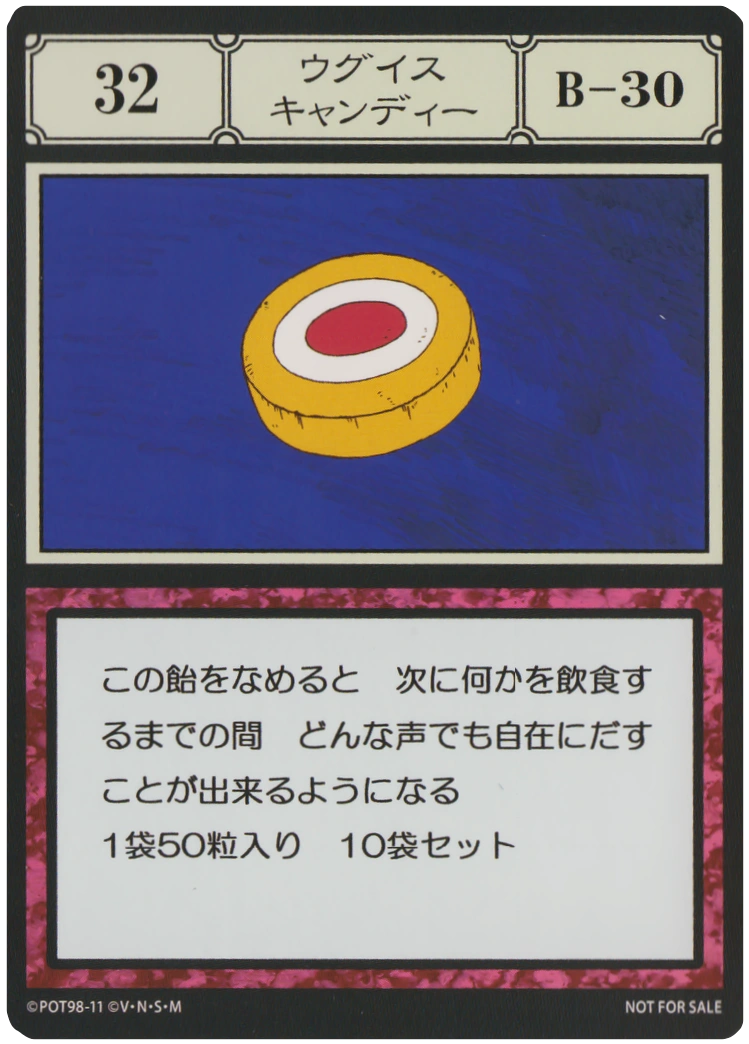 32
ウグイス
キャンディー
B-30
この飴をなめると　次に何かを飲食す
るまでの間　どんな声でも自在にだす
ことが出来るようになる
1袋50粒入り　10袋セット
©POT98-11 ©V・N・S・M
NOT FOR SALE